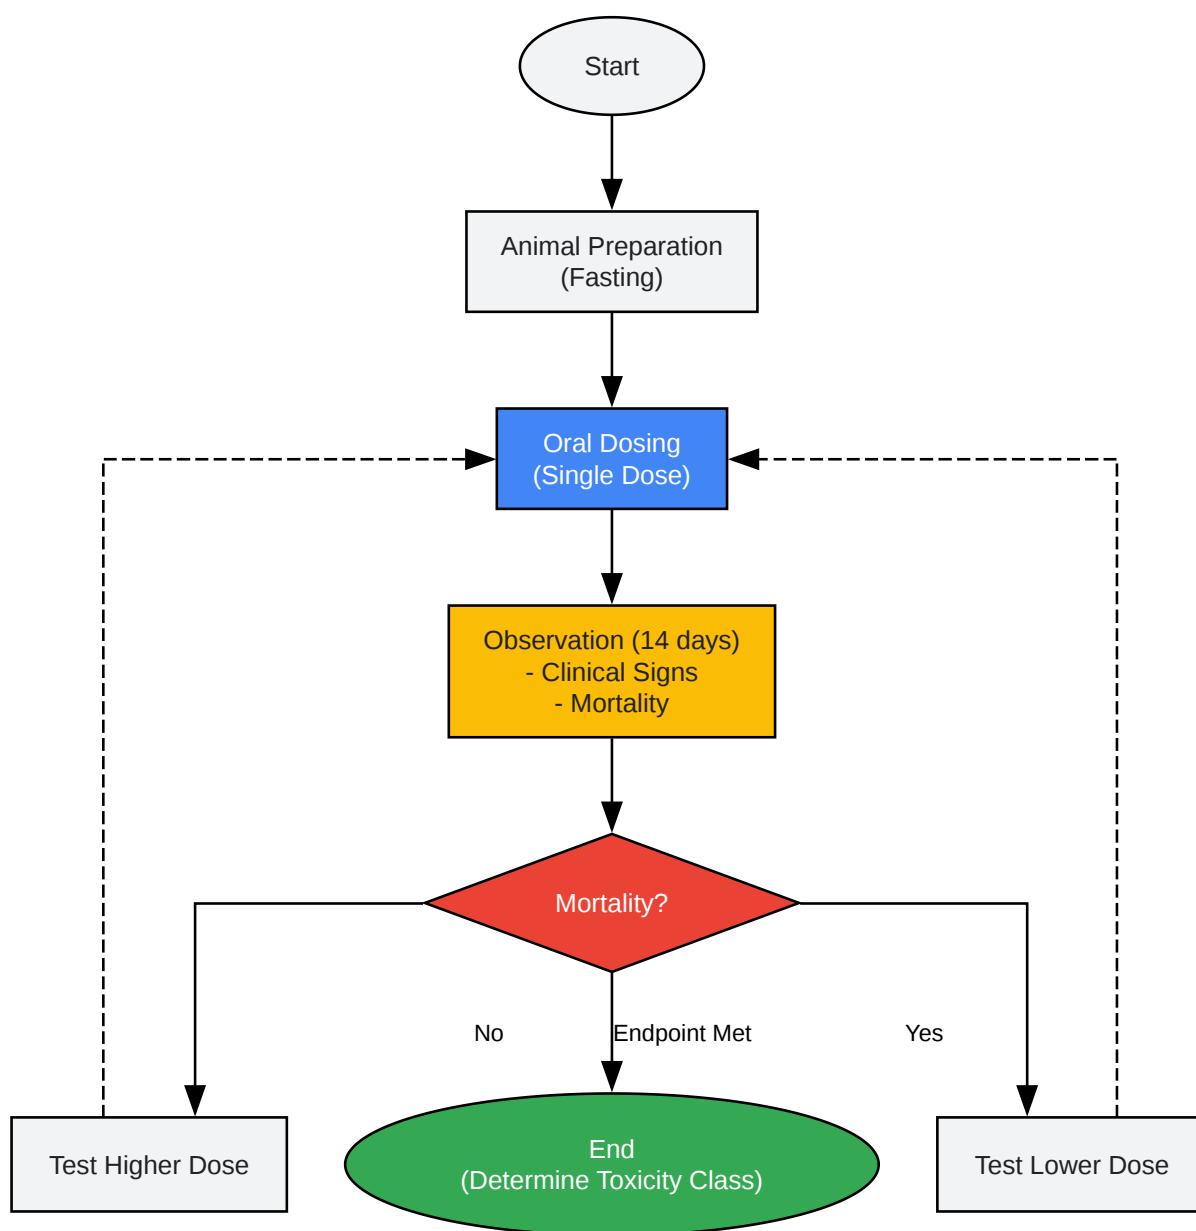 Start
Animal Preparation
(Fasting)
Oral Dosing
(Single Dose)
Observation (14 days)
- Clinical Signs
- Mortality
Mortality?
No
Endpoint Met
Yes
Test Higher Dose
End
(Determine Toxicity Class)
Test Lower Dose